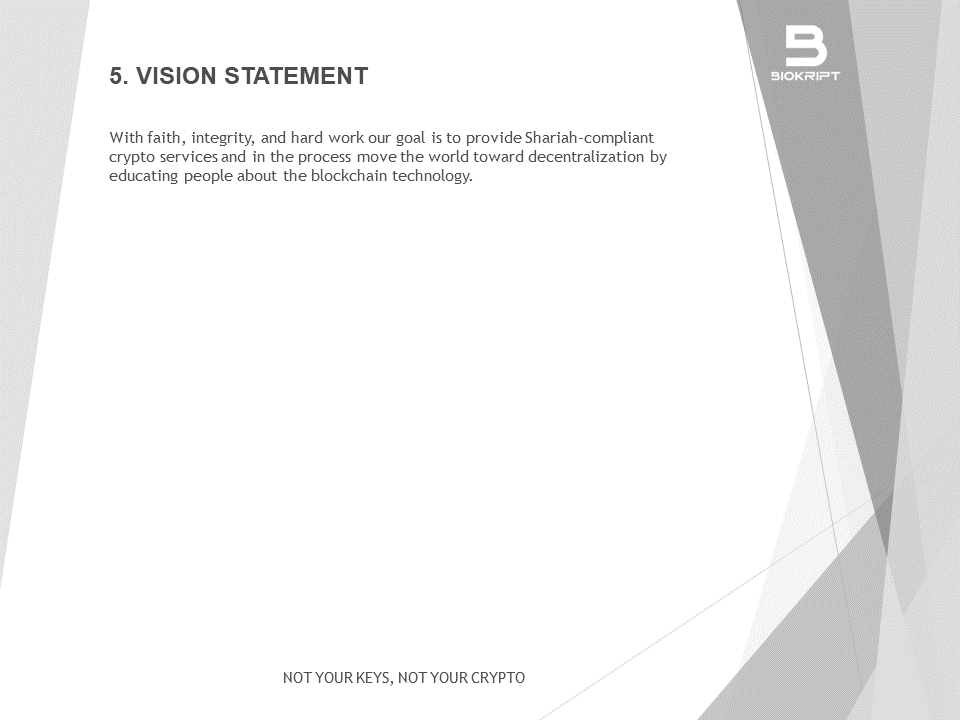 BIOKRIPT
5. VISION STATEMENT
With faith, integrity, and hard work our goal is to provide Shariah-compliant
crypto services and in the process move the world toward decentralization by
educating people about the blockchain technology.
NOT YOUR KEYS, NOT YOUR CRYPTO